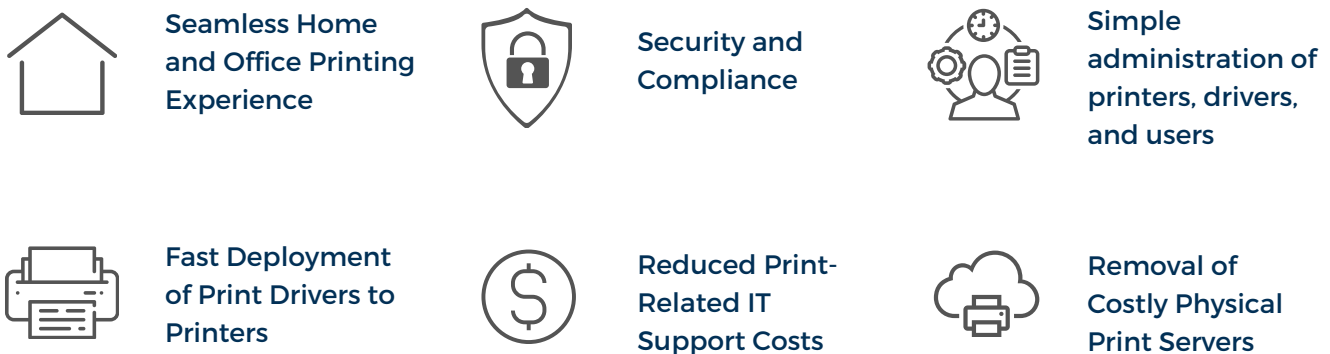 Seamless Home
and Office Printing
Experience
Security and
Compliance
Simple
administration of
printers, drivers,
and users
Fast Deployment
of Print Drivers to
Printers
Reduced Print-
Related IT
Support Costs
Removal of
Costly Physical
Print Servers